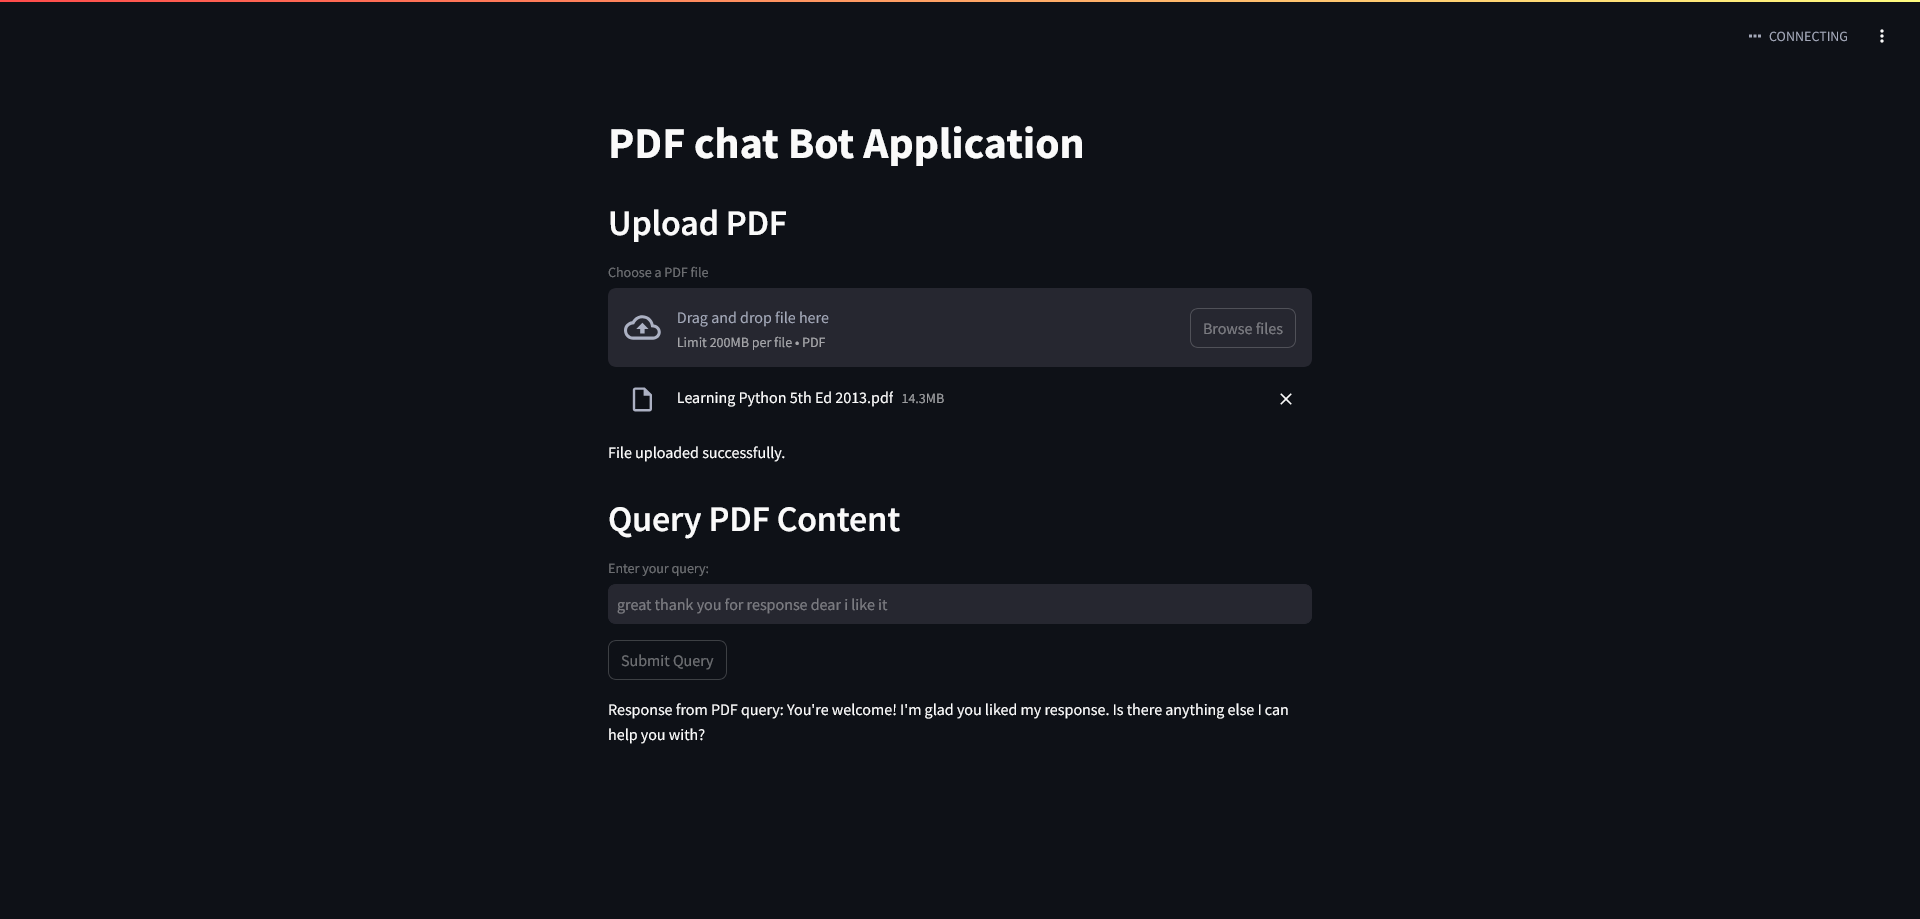 CONNECTING
PDF chat Bot Application
Upload PDF
Choose a PDF file
Drag and drop file here
Limit 200MB per file • PDF
Browse files
Learning Python 5th Ed 2013.pdf 14.3MB
File uploaded successfully.
Query PDF Content
Enter your query:
great thank you for response dear i like it
Submit Query
Response from PDF query: You're welcome! I'm glad you liked my response. Is there anything else I can
help you with?